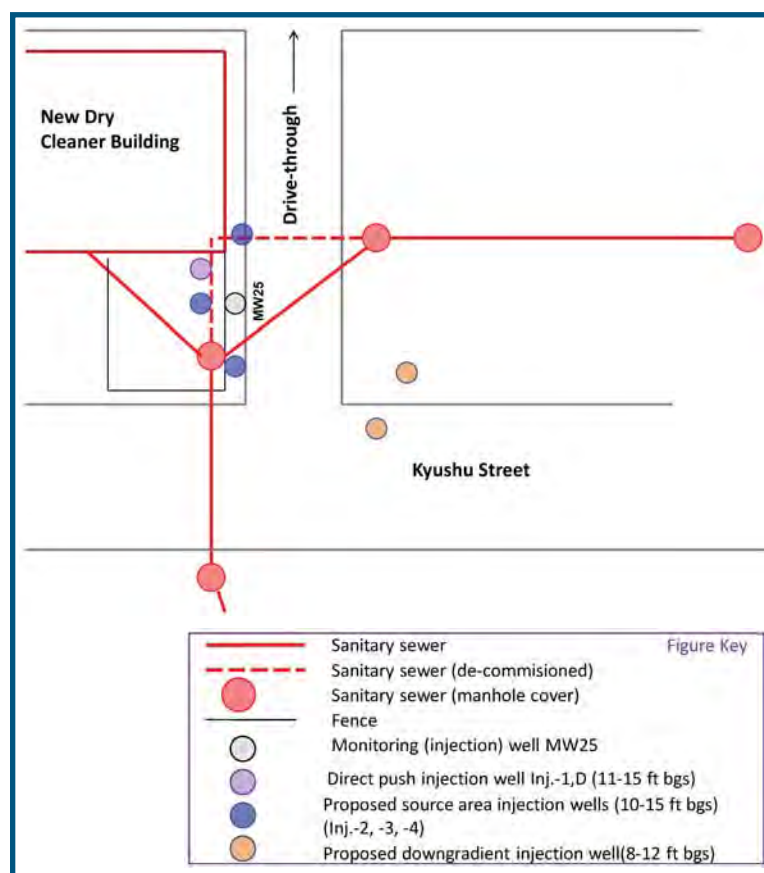 New Dry
Cleaner Building
Drive-through
MW25
Kyushu Street
Figure Key
Sanitary sewer
Sanitary sewer (de-commisioned)
Sanitary sewer (manhole cover)
Fence
Monitoring (injection) well MW25
Direct push injection well Inj.-1,D (11-15 ft bgs)
Proposed source area injection wells (10-15 ft bgs)
(Inj.-2, -3, -4)
Proposed downgradient injection well(8-12 ft bgs)